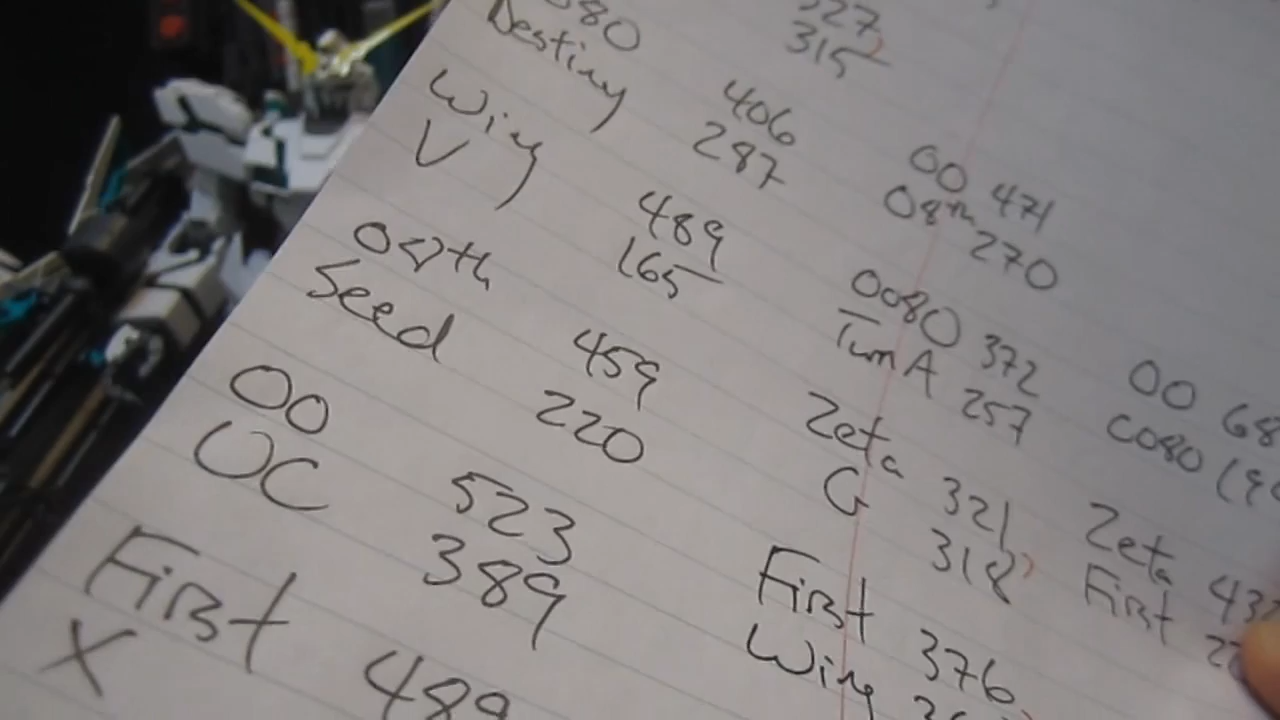 327
315
Destiny 406
Wing 287
V 489
165
08th 459
Seed 220
00 523
UC 389
First 489
X
00 471
08th 270
0080 372
Turn A 257
Zeta 321
G 318
First 376
Wing
00
0080
Zeta
First